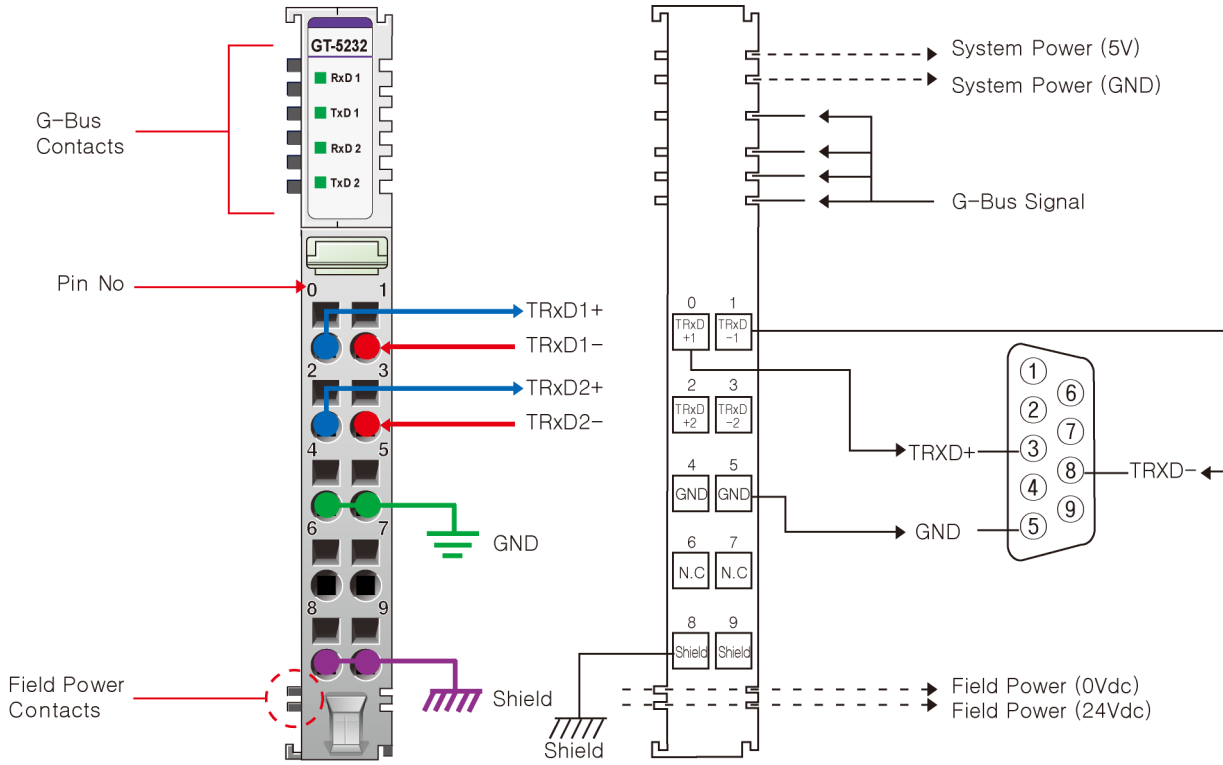 GT-5232
RxD 1
TxD 1
RxD 2
TxD 2
G-Bus
Contacts
Pin No
0 1
TRxD1+
TRxD1-
2 3
TRxD2+
TRxD2-
4 5
6 7
GND
8 9
Shield
Field Power
Contacts
System Power (5V)
System Power (GND)
G-Bus Signal
0 1
TRxD
+1
TRxD
-1
2 3
TRxD
+2
TRxD
-2
4 5
GND GND
6 7
N.C N.C
8 9
Shield Shield
Shield
TRXD+
GND
1
2
3
4
5
6
7
8
9
TRXD-
Field Power (0Vdc)
Field Power (24Vdc)